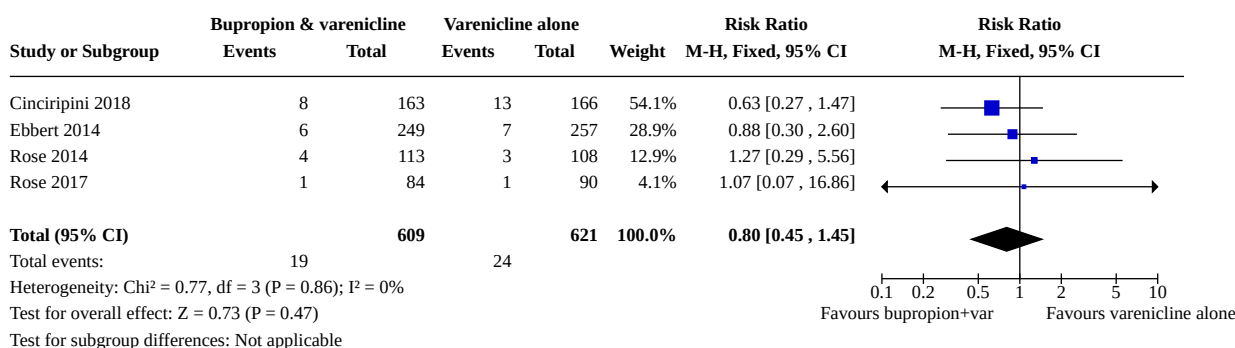 Bupropion & varenicline Varenicline alone Risk Ratio Risk Ratio
Study or Subgroup Events Total Events Total Weight M-H, Fixed, 95% CI M-H, Fixed, 95% CI
Cinciripini 2018 8 163 13 166 54.1% 0.63 [0.27 , 1.47]
Ebbert 2014 6 249 7 257 28.9% 0.88 [0.30 , 2.60]
Rose 2014 4 113 3 108 12.9% 1.27 [0.29 , 5.56]
Rose 2017 1 84 1 90 4.1% 1.07 [0.07 , 16.86]
Total (95% CI) 609 621 100.0% 0.80 [0.45 , 1.45]
Total events: 19 24
Heterogeneity: Chi² = 0.77, df = 3 (P = 0.86); I² = 0%
0.1 0.2 0.5 1 2 5 10
Test for overall effect: Z = 0.73 (P = 0.47) Favours bupropion+var Favours varenicline alone
Test for subgroup differences: Not applicable